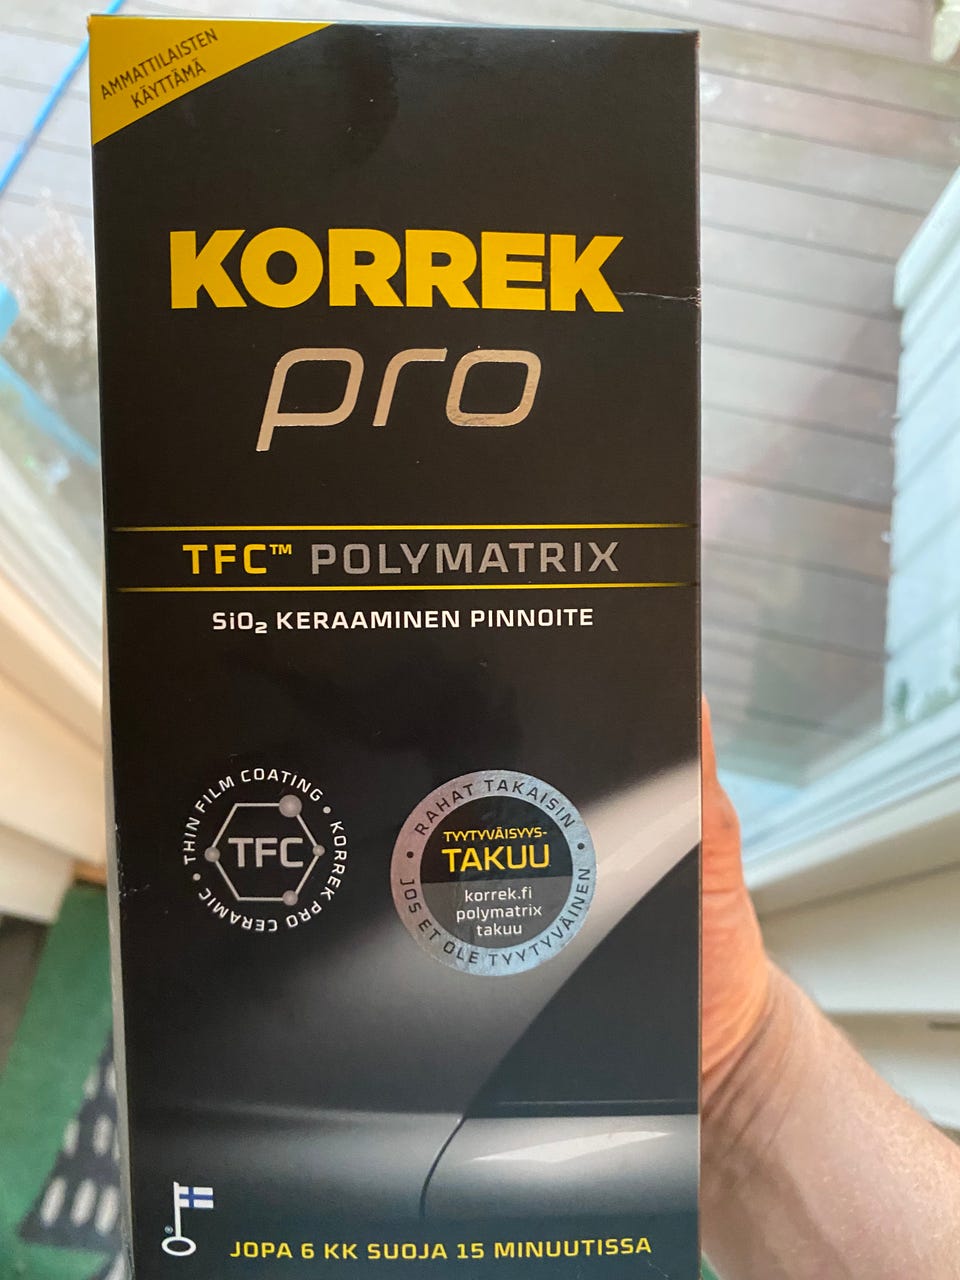 AMMATTILAISTEN
KÄYTTÄMÄ
KORREK
pro
TFC™ POLYMATRIX
SiO₂ KERAAMINEN PINNOITE
THIN FILM COATING • KORREK PRO CERAMIC •
TFC
RAHAT TAKAISIN
TYYTYVÄISYYS-
TAKUU
korrek.fi
polymatrix
takuu
• JOS ET OLE TYYTYVÄINEN •
®
JOPA 6 KK SUOJA 15 MINUUTISSA